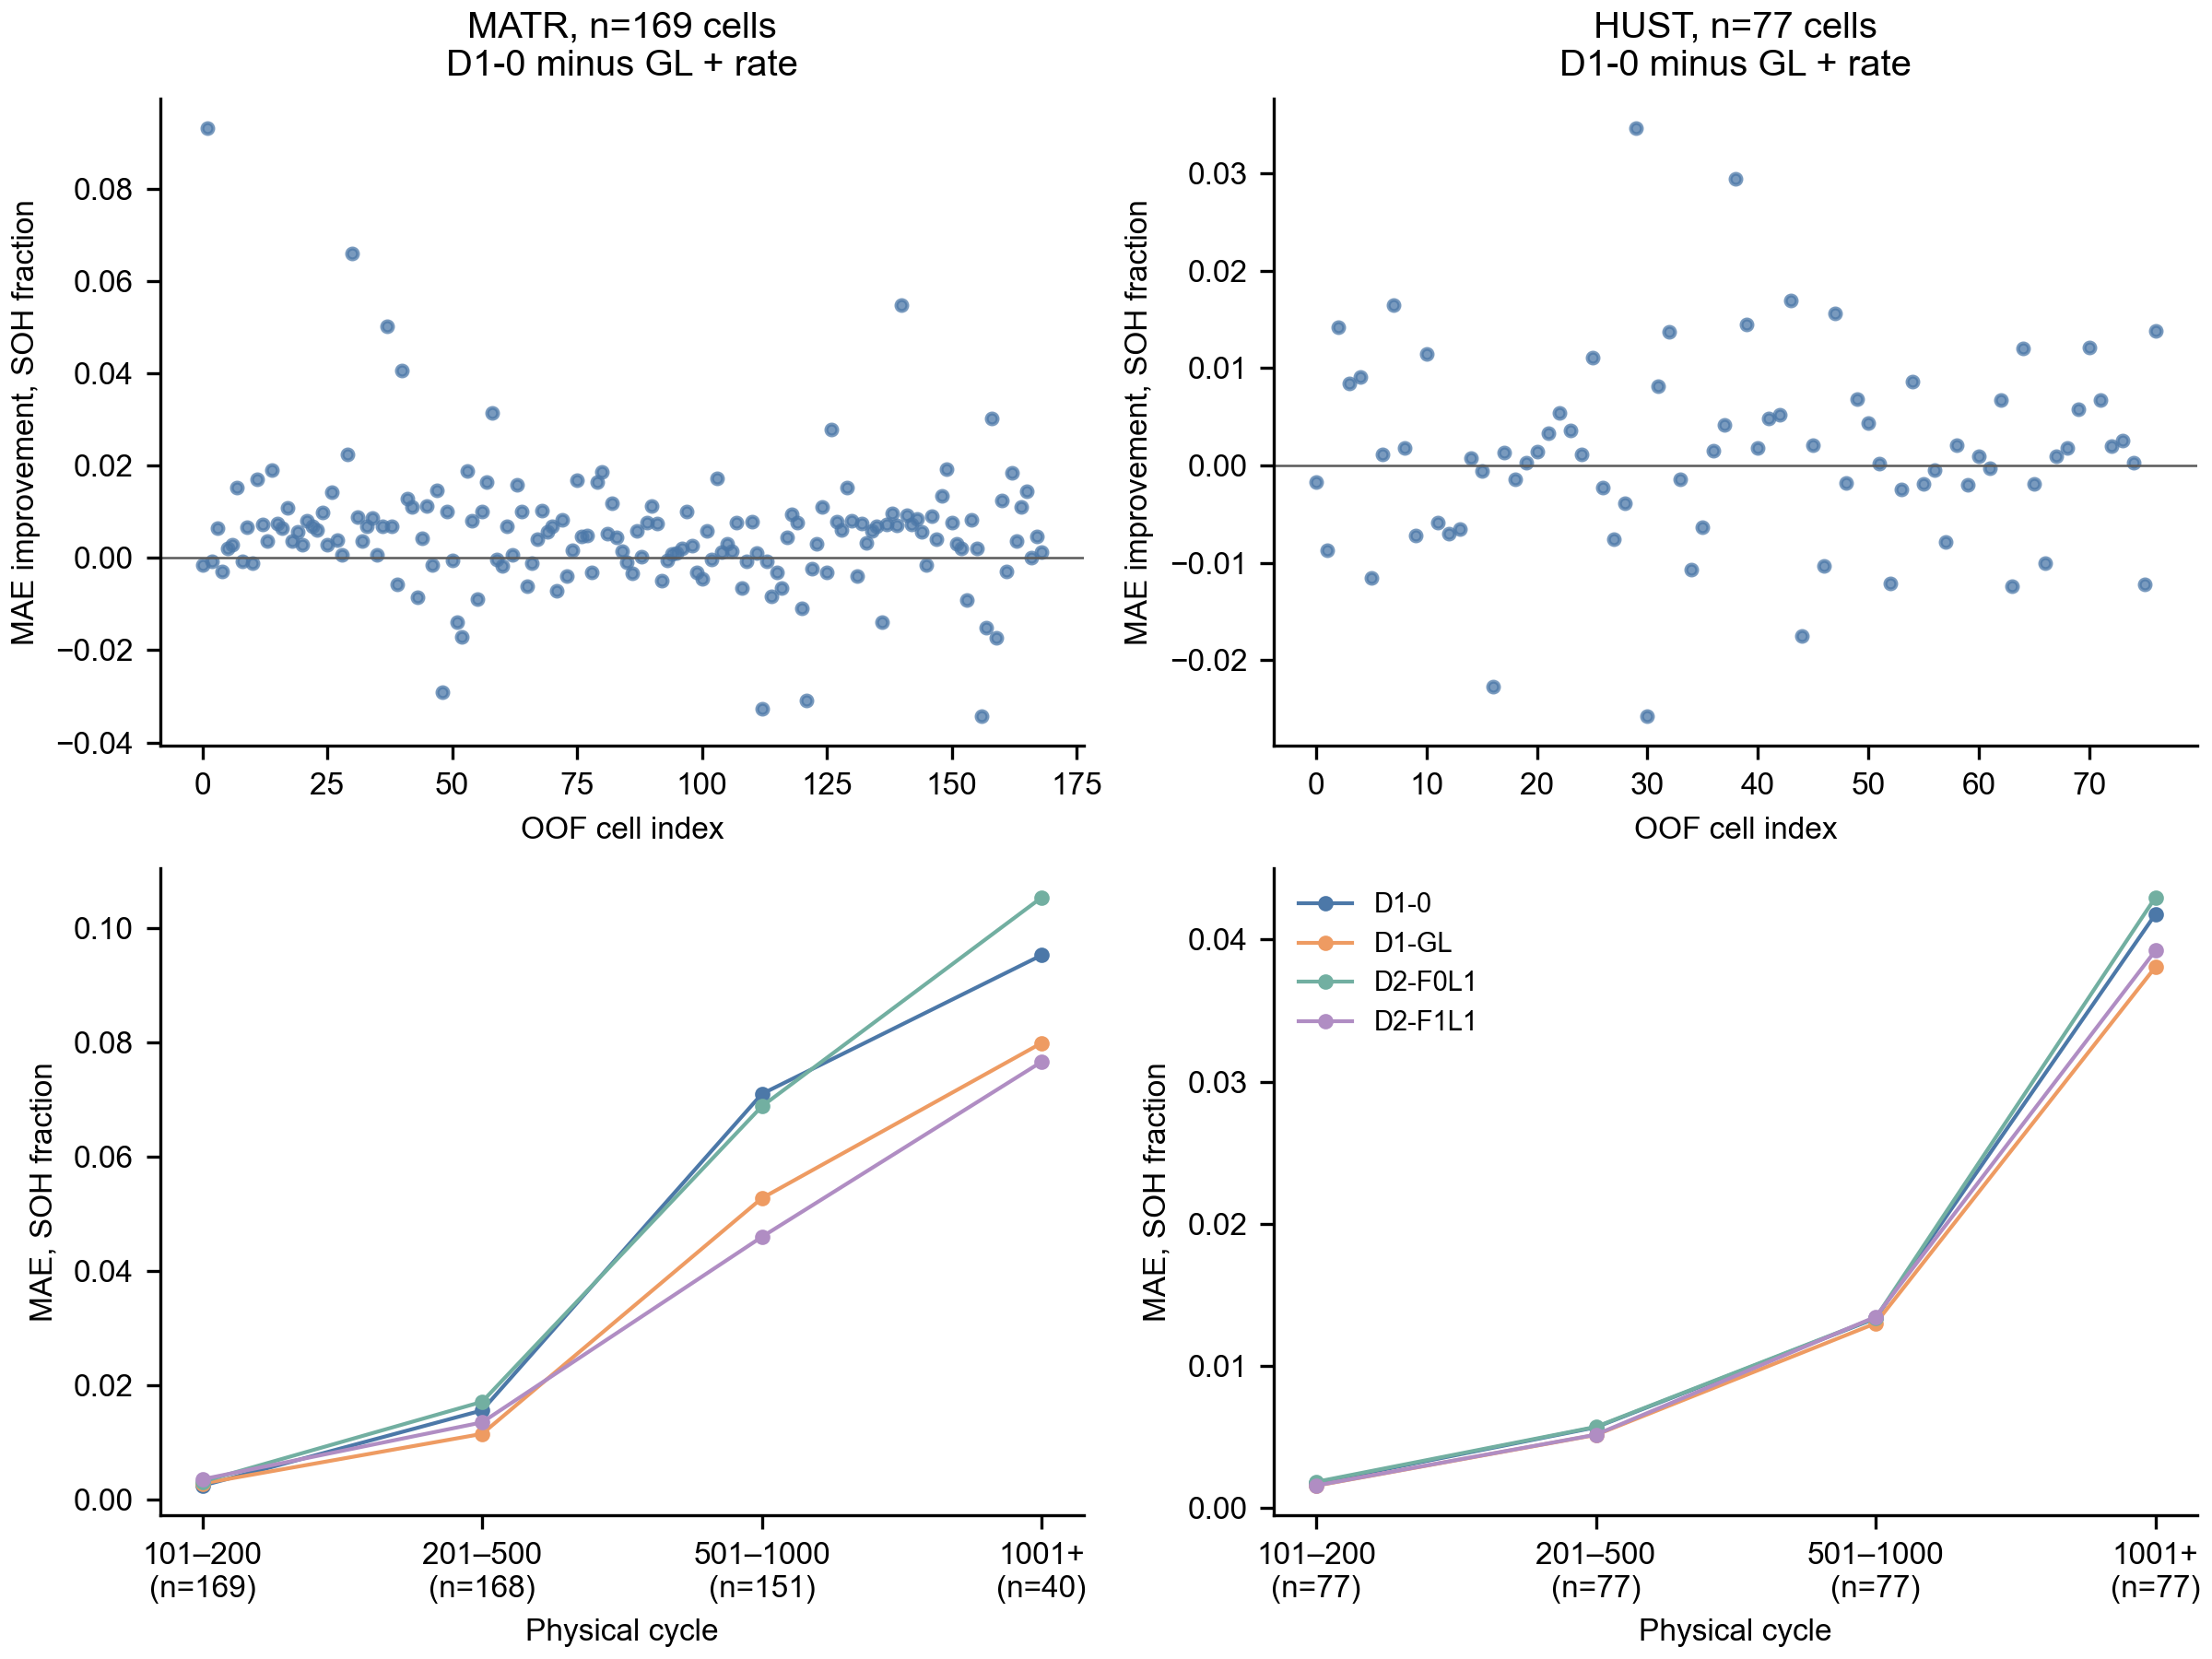 MATR, n=169 cells
D1-0 minus GL + rate
MAE improvement, SOH fraction
0.08
0.06
0.04
0.02
0.00
−0.02
−0.04
0 25 50 75 100 125 150 175
OOF cell index
HUST, n=77 cells
D1-0 minus GL + rate
MAE improvement, SOH fraction
0.03
0.02
0.01
0.00
−0.01
−0.02
0 10 20 30 40 50 60 70
OOF cell index
MAE, SOH fraction
0.10
0.08
0.06
0.04
0.02
0.00
101–200 201–500 501–1000 1001+
(n=169) (n=168) (n=151) (n=40)
Physical cycle
D1-0
D1-GL
D2-F0L1
D2-F1L1
MAE, SOH fraction
0.04
0.03
0.02
0.01
0.00
101–200 201–500 501–1000 1001+
(n=77) (n=77) (n=77) (n=77)
Physical cycle